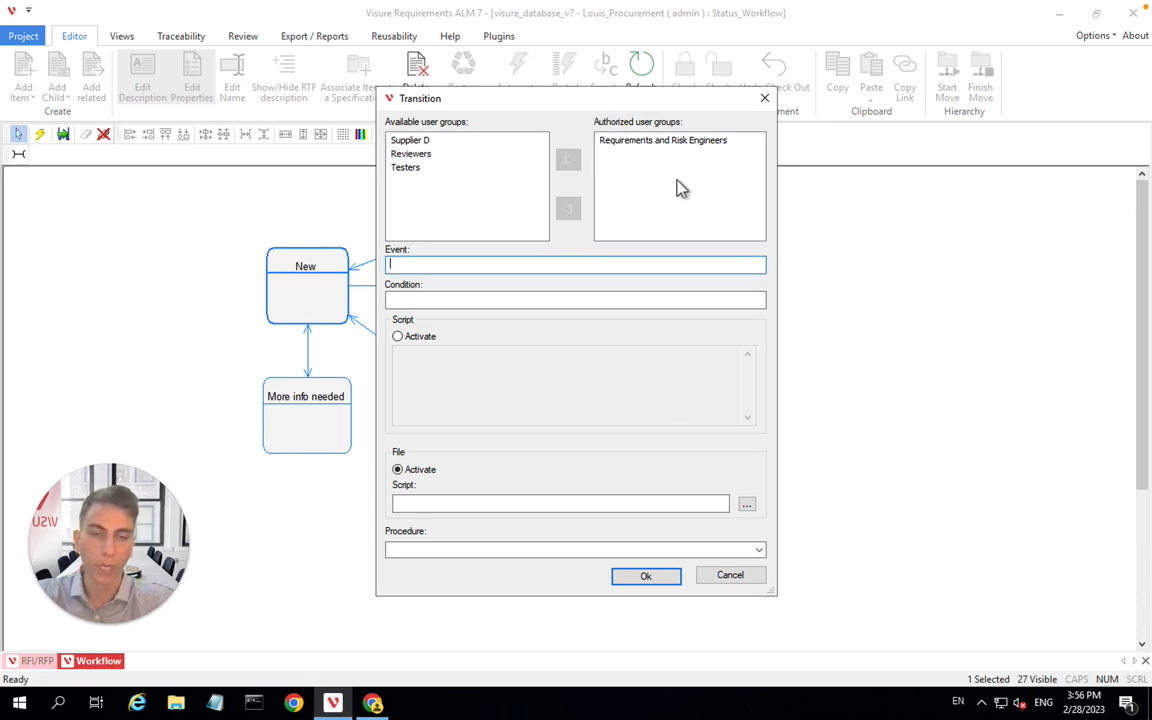 Visure Requirements ALM 7 - [visure_database_v7 - Louis_Procurement ( admin ) : Status_Workflow]
Project Editor Views Traceability Review Export / Reports Reusability Help Plugins Options About
Add Item Add Child Add related Edit Description Edit Properties Edit Name Show/Hide RTF description Copy Paste Copy Link Start Move Finish Move
Create Hierarchy
Transition
Available user groups: Authorized user groups:
Supplier D
Reviewers
Testers
Requirements and Risk Engineers
Event:
Condition:
Script
Activate
File
Activate
Script:
...
Procedure:
Ok Cancel
New
More info needed
VISU
RFI/RFP Workflow
Ready 1 Selected 27 Visible CAPS NUM SCRL
EN ENG 3:56 PM
2/28/2023
1